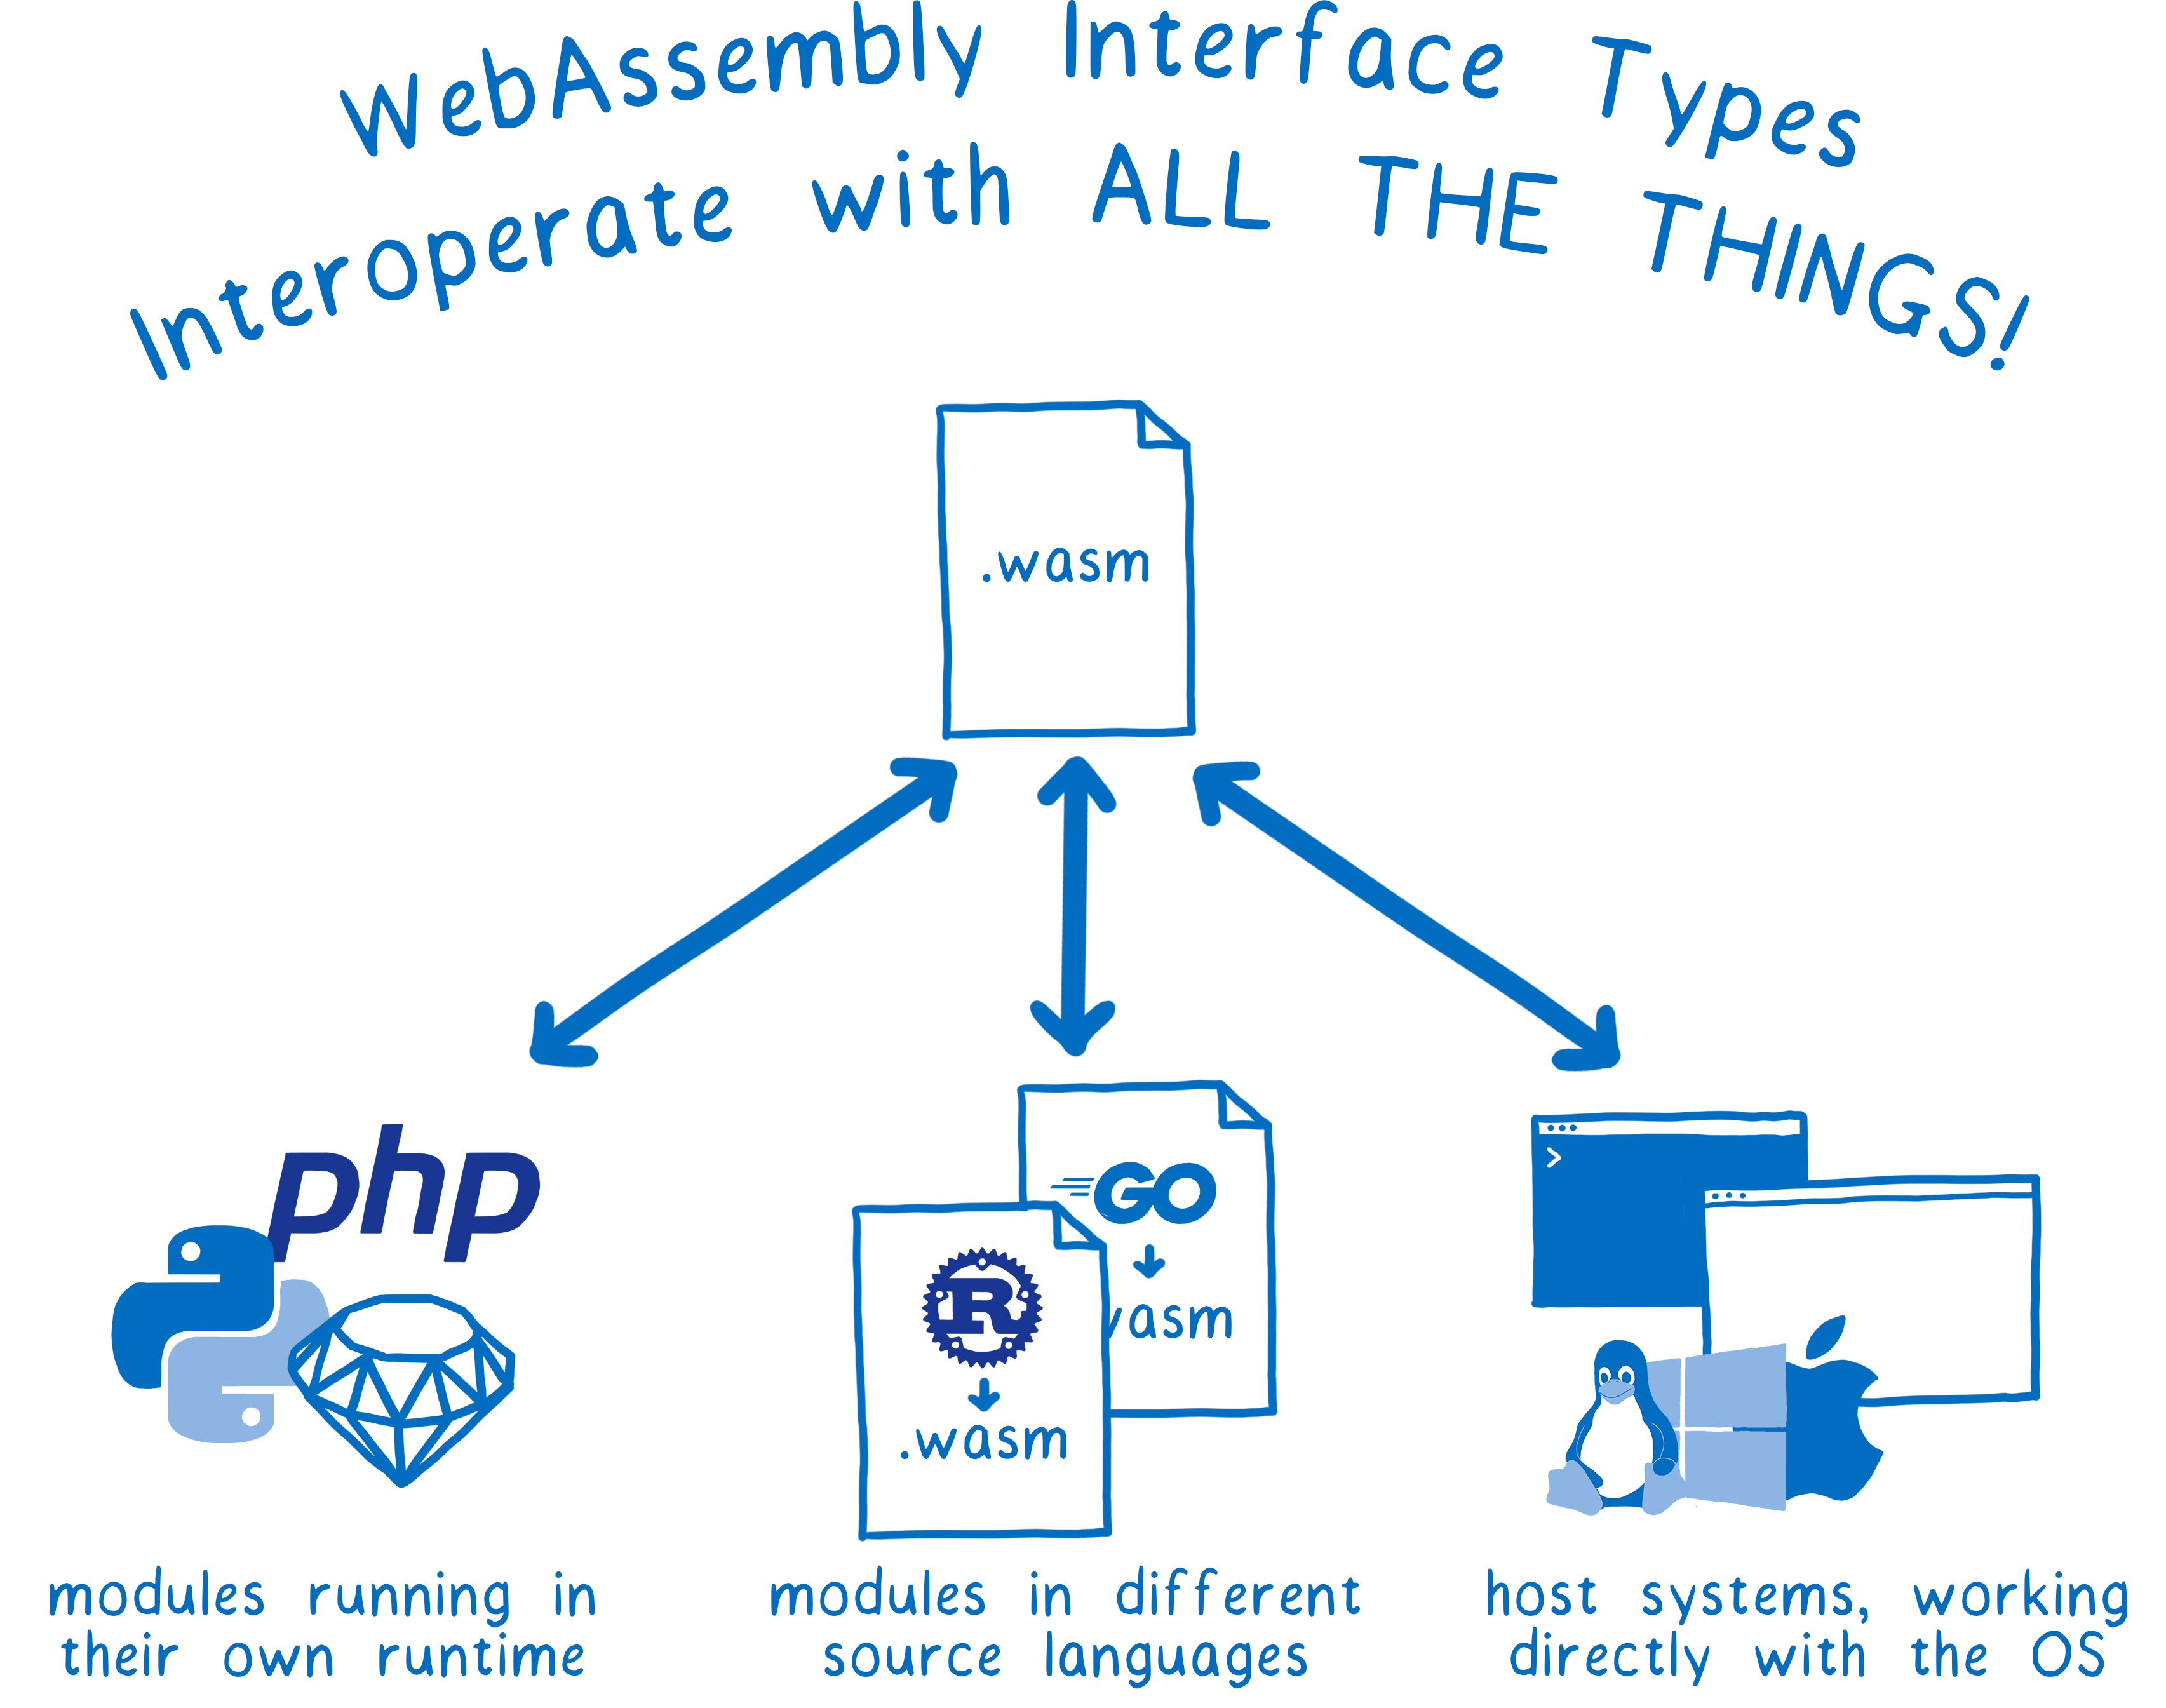 WebAssembly Interface Types
Interoperate with ALL THE THINGS!
.wasm
php
GO
asm
R
.wasm
modules running in
their own runtime
modules in different
source languages
host systems, working
directly with the OS